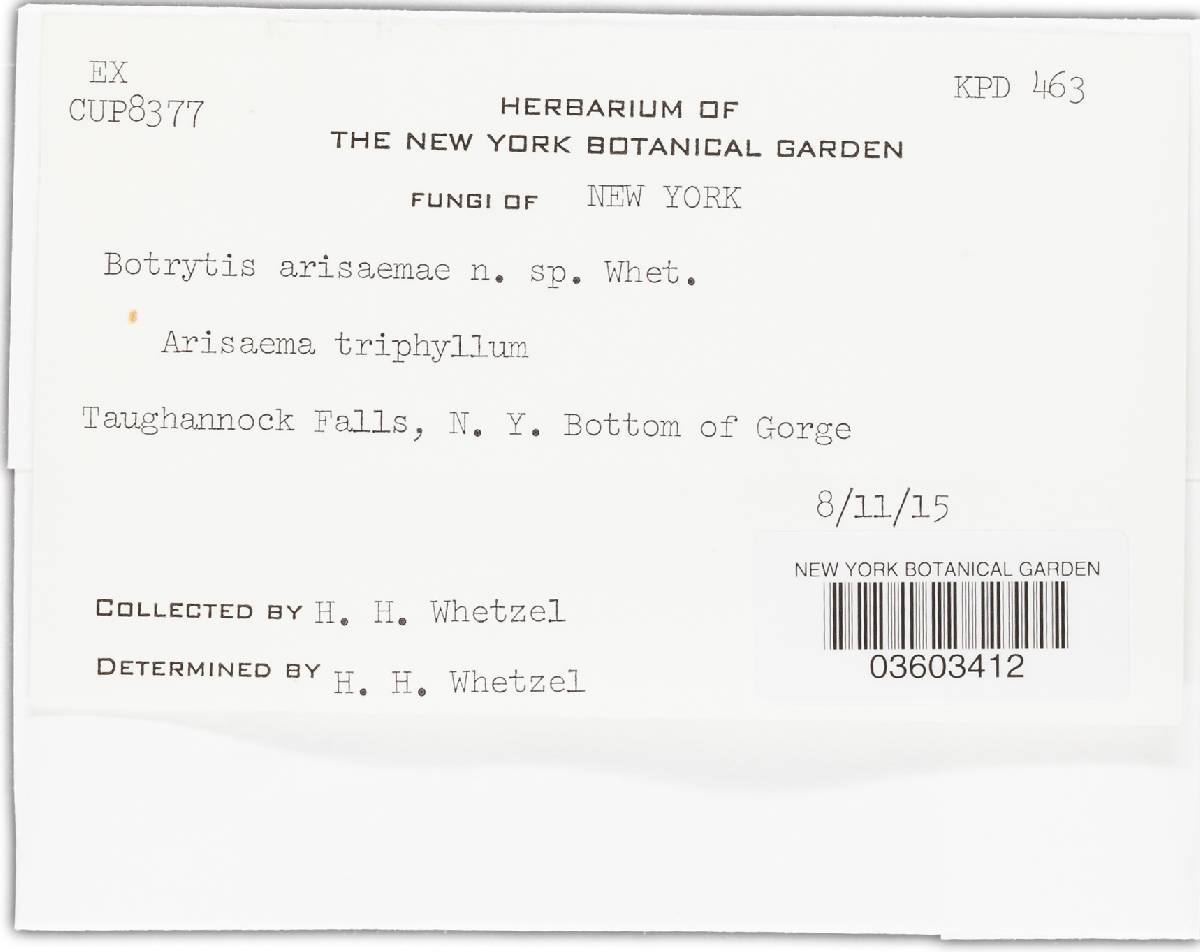 EX
CUP8377
KPD 463
HERBARIUM OF
THE NEW YORK BOTANICAL GARDEN
FUNGI OF NEW YORK
Botrytis arisaemae n. sp. Whet.
Arisaema triphyllum
Taughannock Falls, N. Y. Bottom of Gorge
8/11/15
NEW YORK BOTANICAL GARDEN
03603412
COLLECTED BY H. H. Whetzel
DETERMINED BY H. H. Whetzel